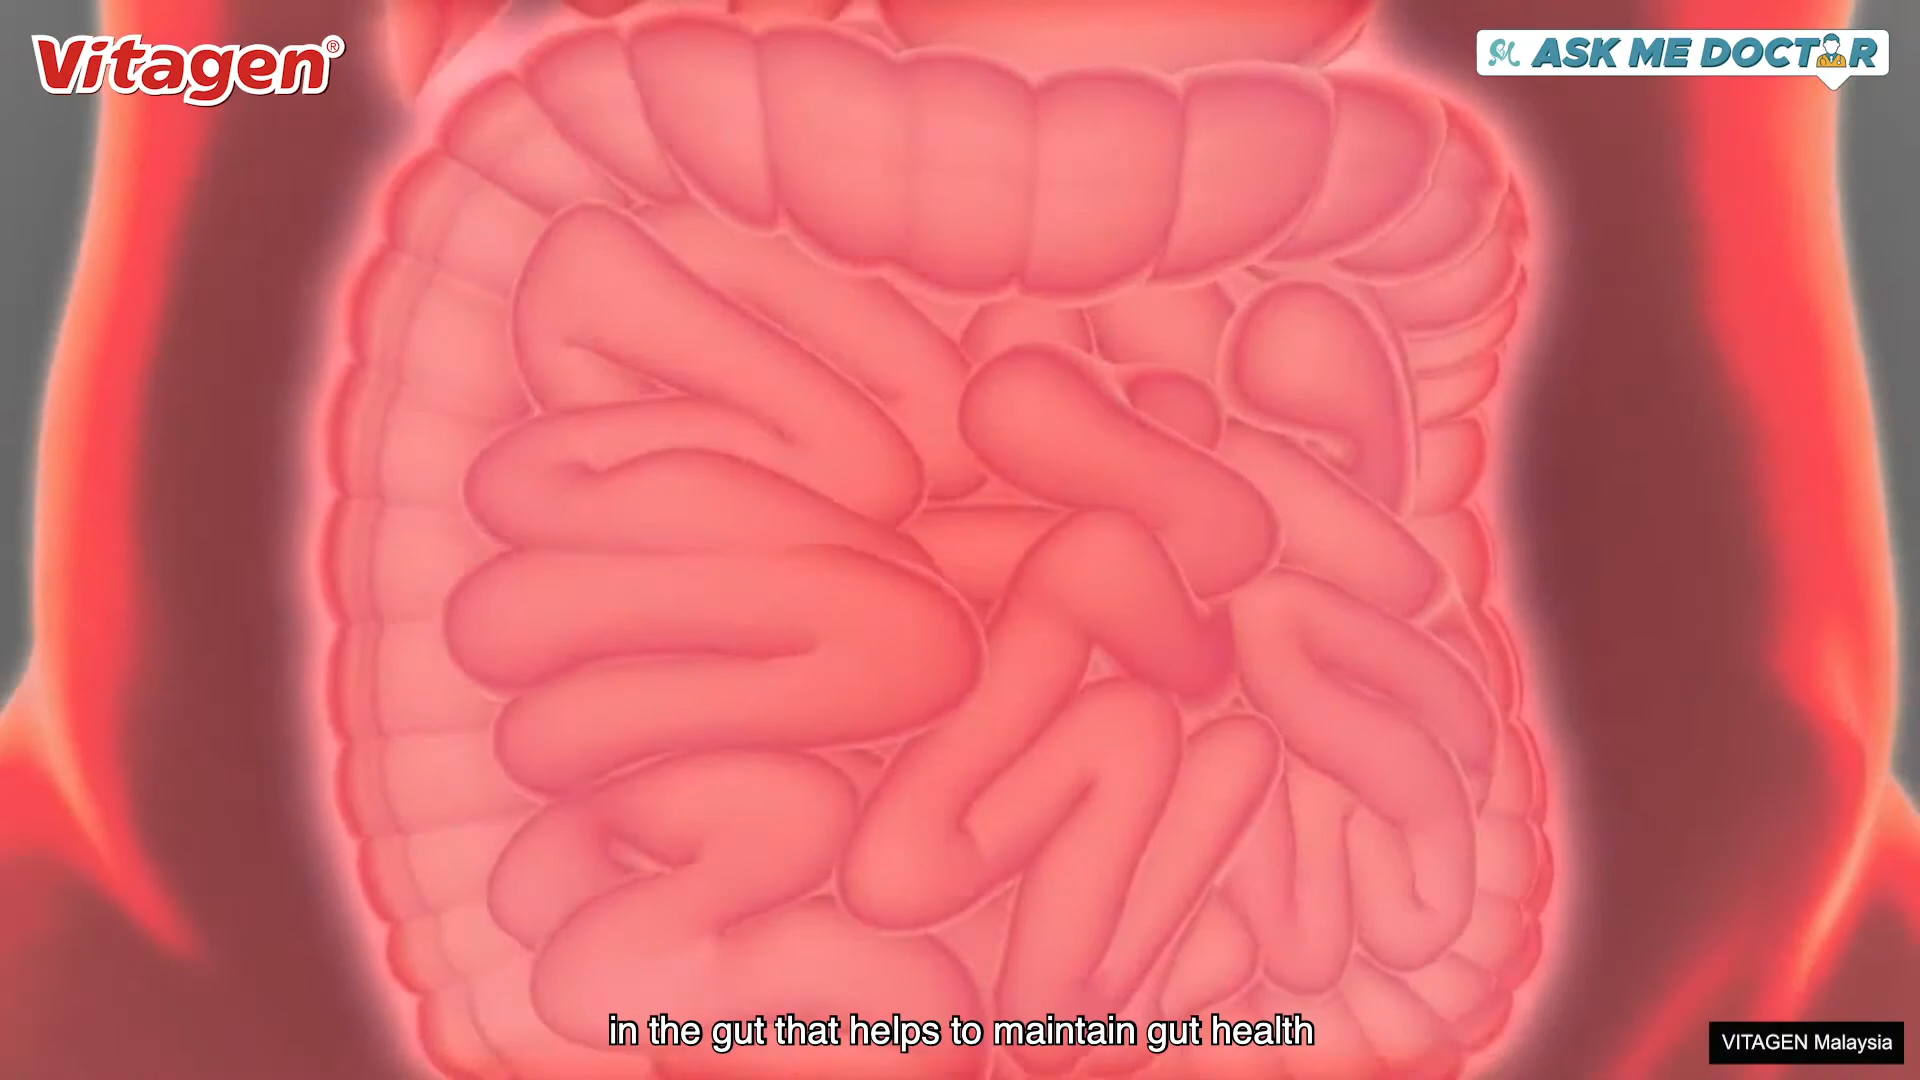 Vitagen®
ASK ME DOCTOR
in the gut that helps to maintain gut health
VITAGEN Malaysia